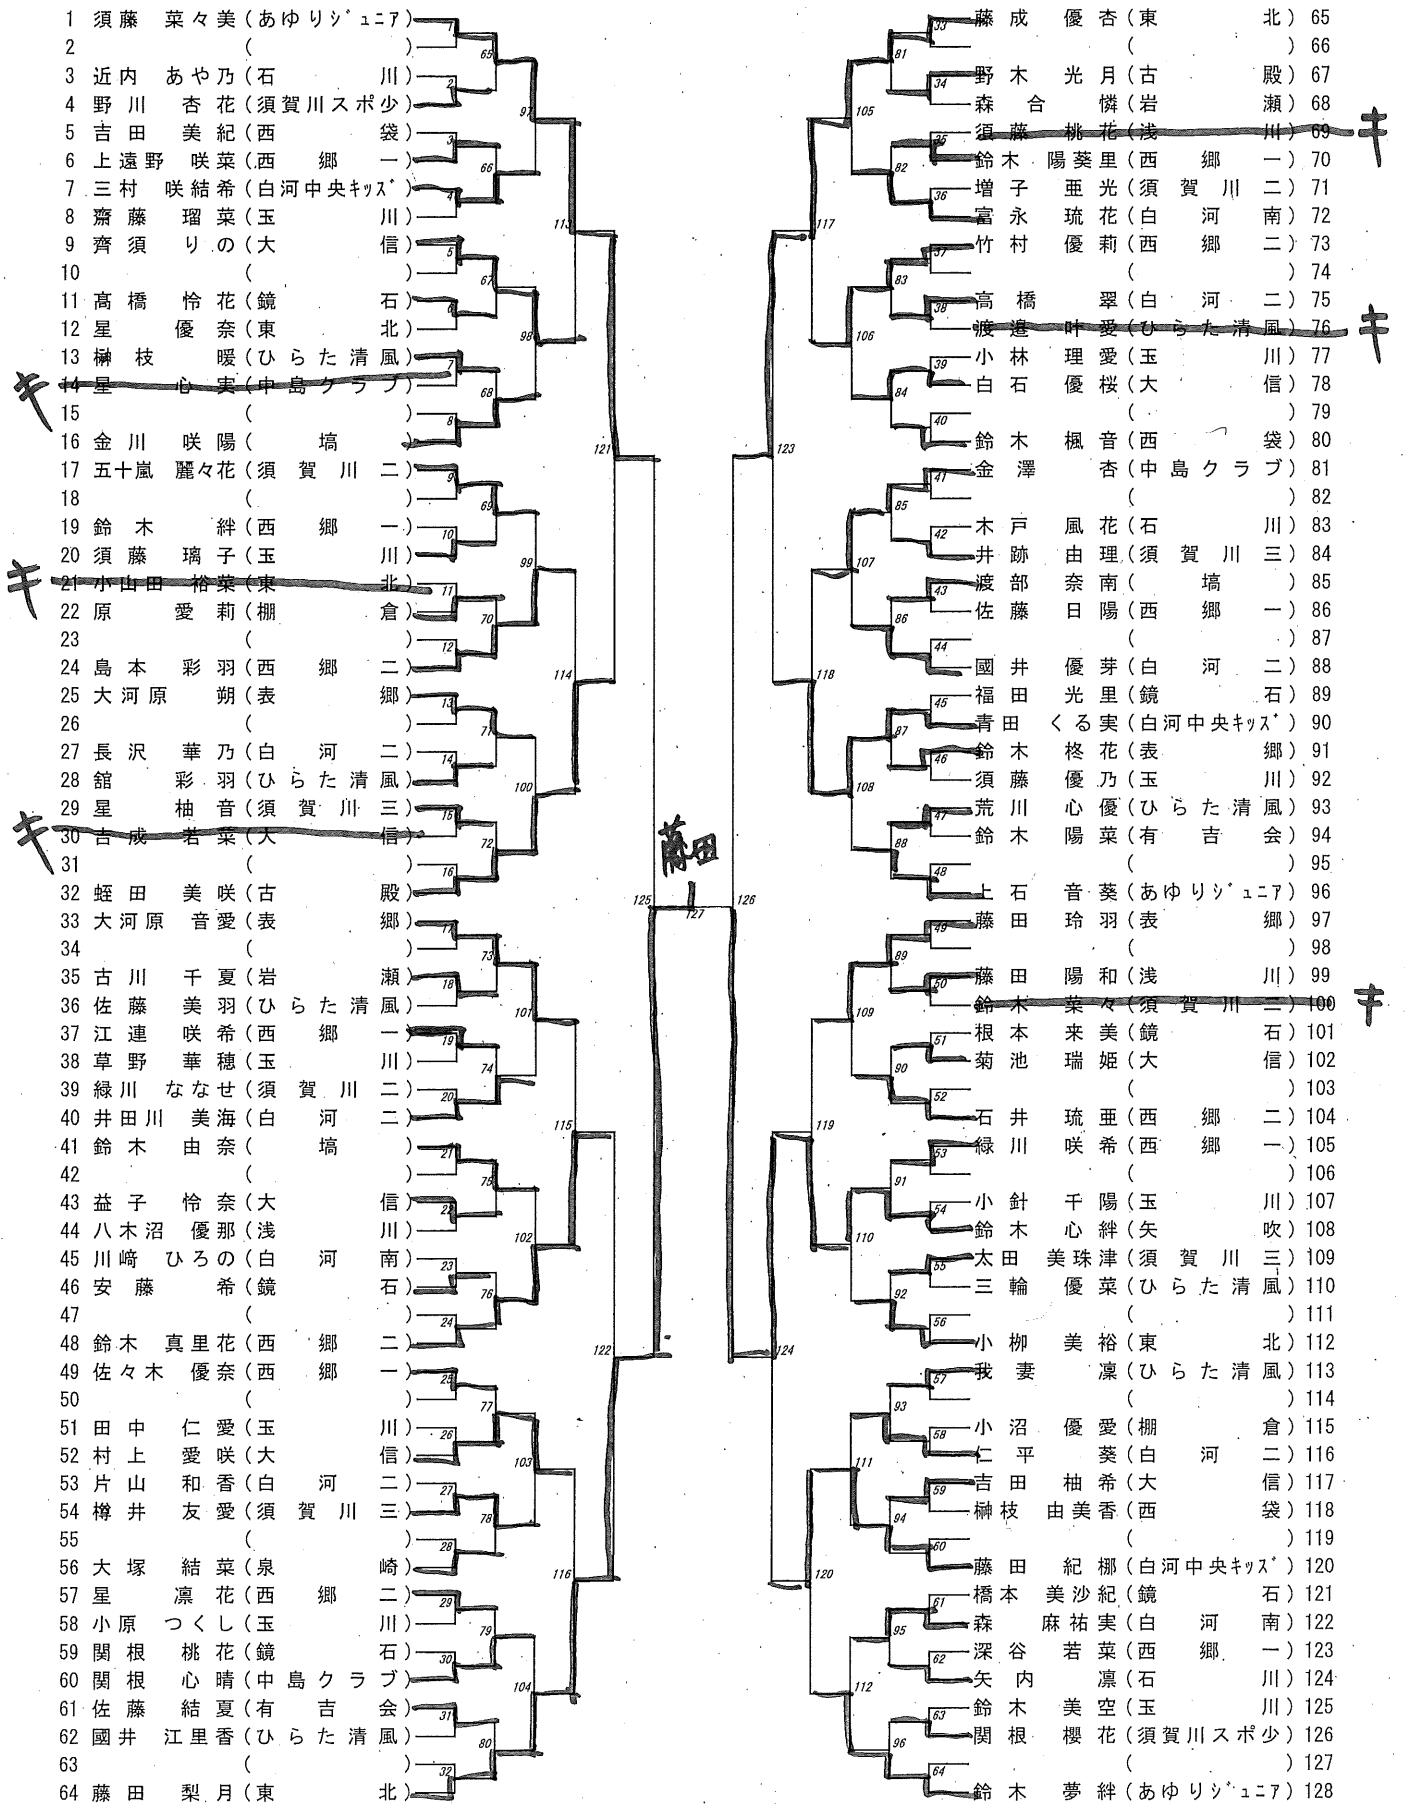 1 須藤 菜々美 (あゆりジュニア)
2 ( )
3 近内 あや乃 (石川)
4 野川 杏花 (須賀川スポ少)
5 吉田 美紀 (西袋)
6 上遠野 咲菜 (西郷一)
7 三村 咲結希 (白河中央キッズ)
8 齋藤 瑠菜 (玉川)
9 齊須 りの (大信)
10 ( )
11 髙橋 怜花 (鏡石)
12 星 優奈 (東北)
13 榊枝 暖 (ひらた清風)
キ 14 星 心実 (中島クラブ)
15 ( )
16 金川 咲陽 (塙)
17 五十嵐 麗々花 (須賀川二)
18 ( )
19 鈴木 絆 (西郷一)
20 須藤 璃子 (玉川)
キ 21 小山田 裕菜 (東北)
22 原 愛莉 (棚倉)
23 ( )
24 島本 彩羽 (西郷二)
25 大河原 朔 (表郷)
26 ( )
27 長沢 華乃 (白河二)
28 舘 彩羽 (ひらた清風)
29 星 柚音 (須賀川三)
キ 30 吉成 若菜 (大信)
31 ( )
32 蛭田 美咲 (古殿)
33 大河原 音愛 (表郷)
34 ( )
35 古川 千夏 (岩瀬)
36 佐藤 美羽 (ひらた清風)
37 江連 咲希 (西郷一)
38 草野 華穂 (玉川)
39 緑川 ななせ (須賀川二)
40 井田川 美海 (白河二)
41 鈴木 由奈 (塙)
42 ( )
43 益子 怜奈 (大信)
44 八木沼 優那 (浅川)
45 川﨑 ひろの (白河南)
46 安藤 希 (鏡石)
47 ( )
48 鈴木 真里花 (西郷二)
49 佐々木 優奈 (西郷一)
50 ( )
51 田中 仁愛 (玉川)
52 村上 愛咲 (大信)
53 片山 和香 (白河二)
54 樽井 友愛 (須賀川三)
55 ( )
56 大塚 結菜 (泉崎)
57 星 凛花 (西郷二)
58 小原 つくし (玉川)
59 関根 桃花 (鏡石)
60 関根 心晴 (中島クラブ)
61 佐藤 結夏 (有吉会)
62 國井 江里香 (ひらた清風)
63 ( )
64 藤田 梨月 (東北)
藤田
藤成 優杏 (東北) 65
( ) 66
野木 光月 (古殿) 67
森合 憐 (岩瀬) 68
須藤 桃花 (浅川) 69 キ
鈴木 陽葵里 (西郷一) 70
増子 亜光 (須賀川二) 71
富永 琉花 (白河南) 72
竹村 優莉 (西郷二) 73
( ) 74
高橋 翠 (白河二) 75
渡邉 叶愛 (ひらた清風) 76 キ
小林 理愛 (玉川) 77
白石 優桜 (大信) 78
( ) 79
鈴木 楓音 (西袋) 80
金澤 杏 (中島クラブ) 81
( ) 82
木戸 風花 (石川) 83
井跡 由理 (須賀川三) 84
渡部 奈南 (塙) 85
佐藤 日陽 (西郷一) 86
( ) 87
國井 優芽 (白河二) 88
福田 光里 (鏡石) 89
青田 くる実 (白河中央キッズ) 90
鈴木 柊花 (表郷) 91
須藤 優乃 (玉川) 92
荒川 心優 (ひらた清風) 93
鈴木 陽菜 (有吉会) 94
( ) 95
上石 音葵 (あゆりジュニア) 96
藤田 玲羽 (表郷) 97
( ) 98
藤田 陽和 (浅川) 99
鈴木 菜々 (須賀川二) 100 キ
根本 来美 (鏡石) 101
菊池 瑞姫 (大信) 102
( ) 103
石井 琉亜 (西郷二) 104
緑川 咲希 (西郷一) 105
( ) 106
小針 千陽 (玉川) 107
鈴木 心絆 (矢吹) 108
太田 美珠津 (須賀川三) 109
三輪 優菜 (ひらた清風) 110
( ) 111
小栁 美裕 (東北) 112
我妻 凜 (ひらた清風) 113
( ) 114
小沼 優愛 (棚倉) 115
仁平 葵 (白河二) 116
吉田 柚希 (大信) 117
榊枝 由美香 (西袋) 118
( ) 119
藤田 紀梛 (白河中央キッズ) 120
橋本 美沙紀 (鏡石) 121
森 麻祐実 (白河南) 122
深谷 若菜 (西郷一) 123
矢内 凛 (石川) 124
鈴木 美空 (玉川) 125
関根 櫻花 (須賀川スポ少) 126
( ) 127
鈴木 夢絆 (あゆりジュニア) 128